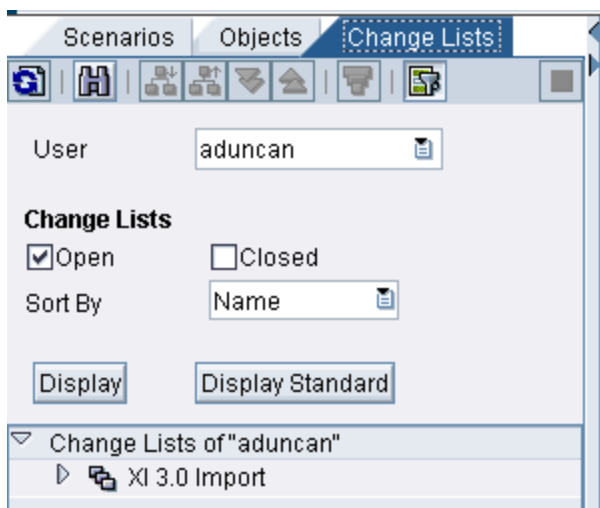 Scenarios Objects Change Lists
User aduncan
Change Lists
Open Closed
Sort By Name
Display Display Standard
Change Lists of"aduncan"
XI 3.0 Import